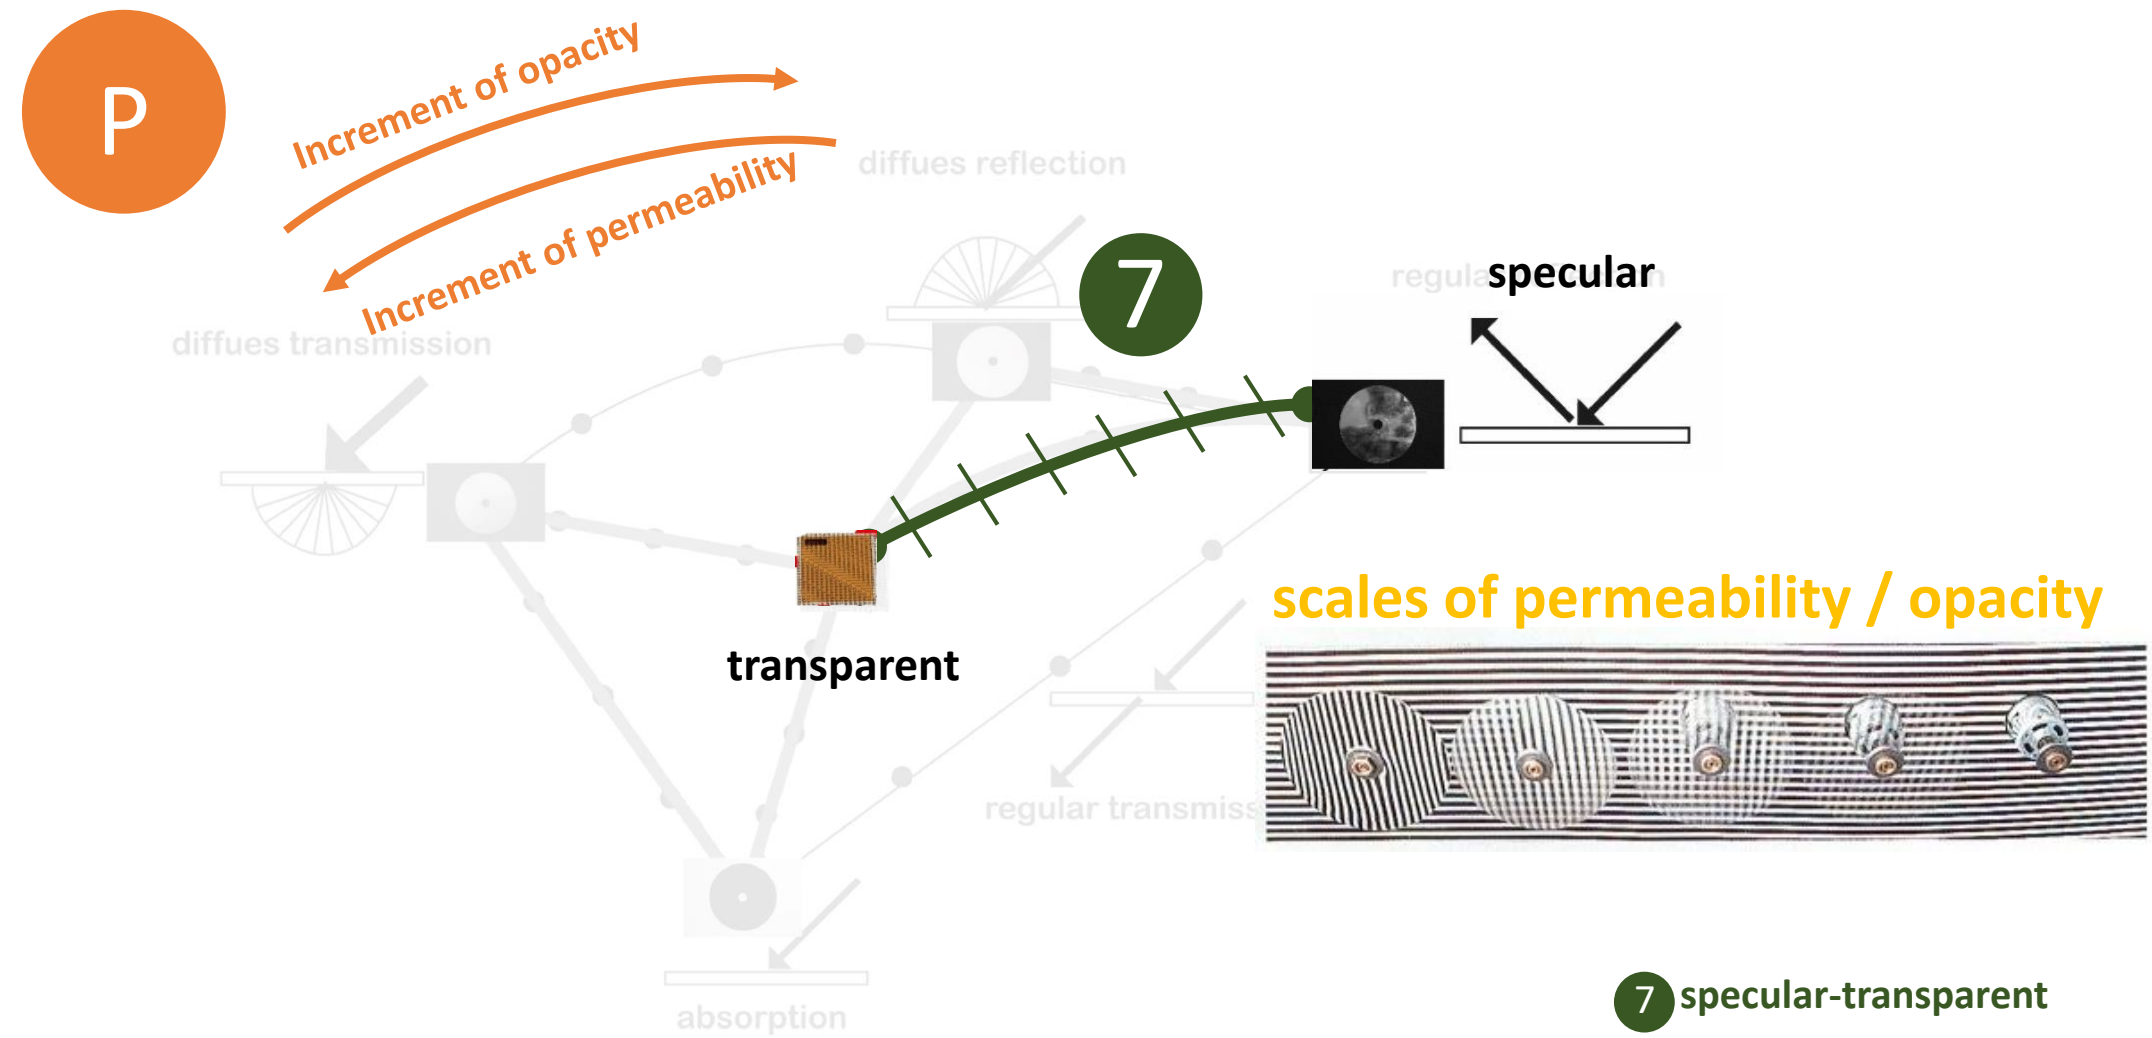 P
Increment of opacity
Increment of permeability
diffues reflection
7
specular
diffues transmission
scales of permeability / opacity
transparent
regular transmiss
7 specular-transparent
absorption